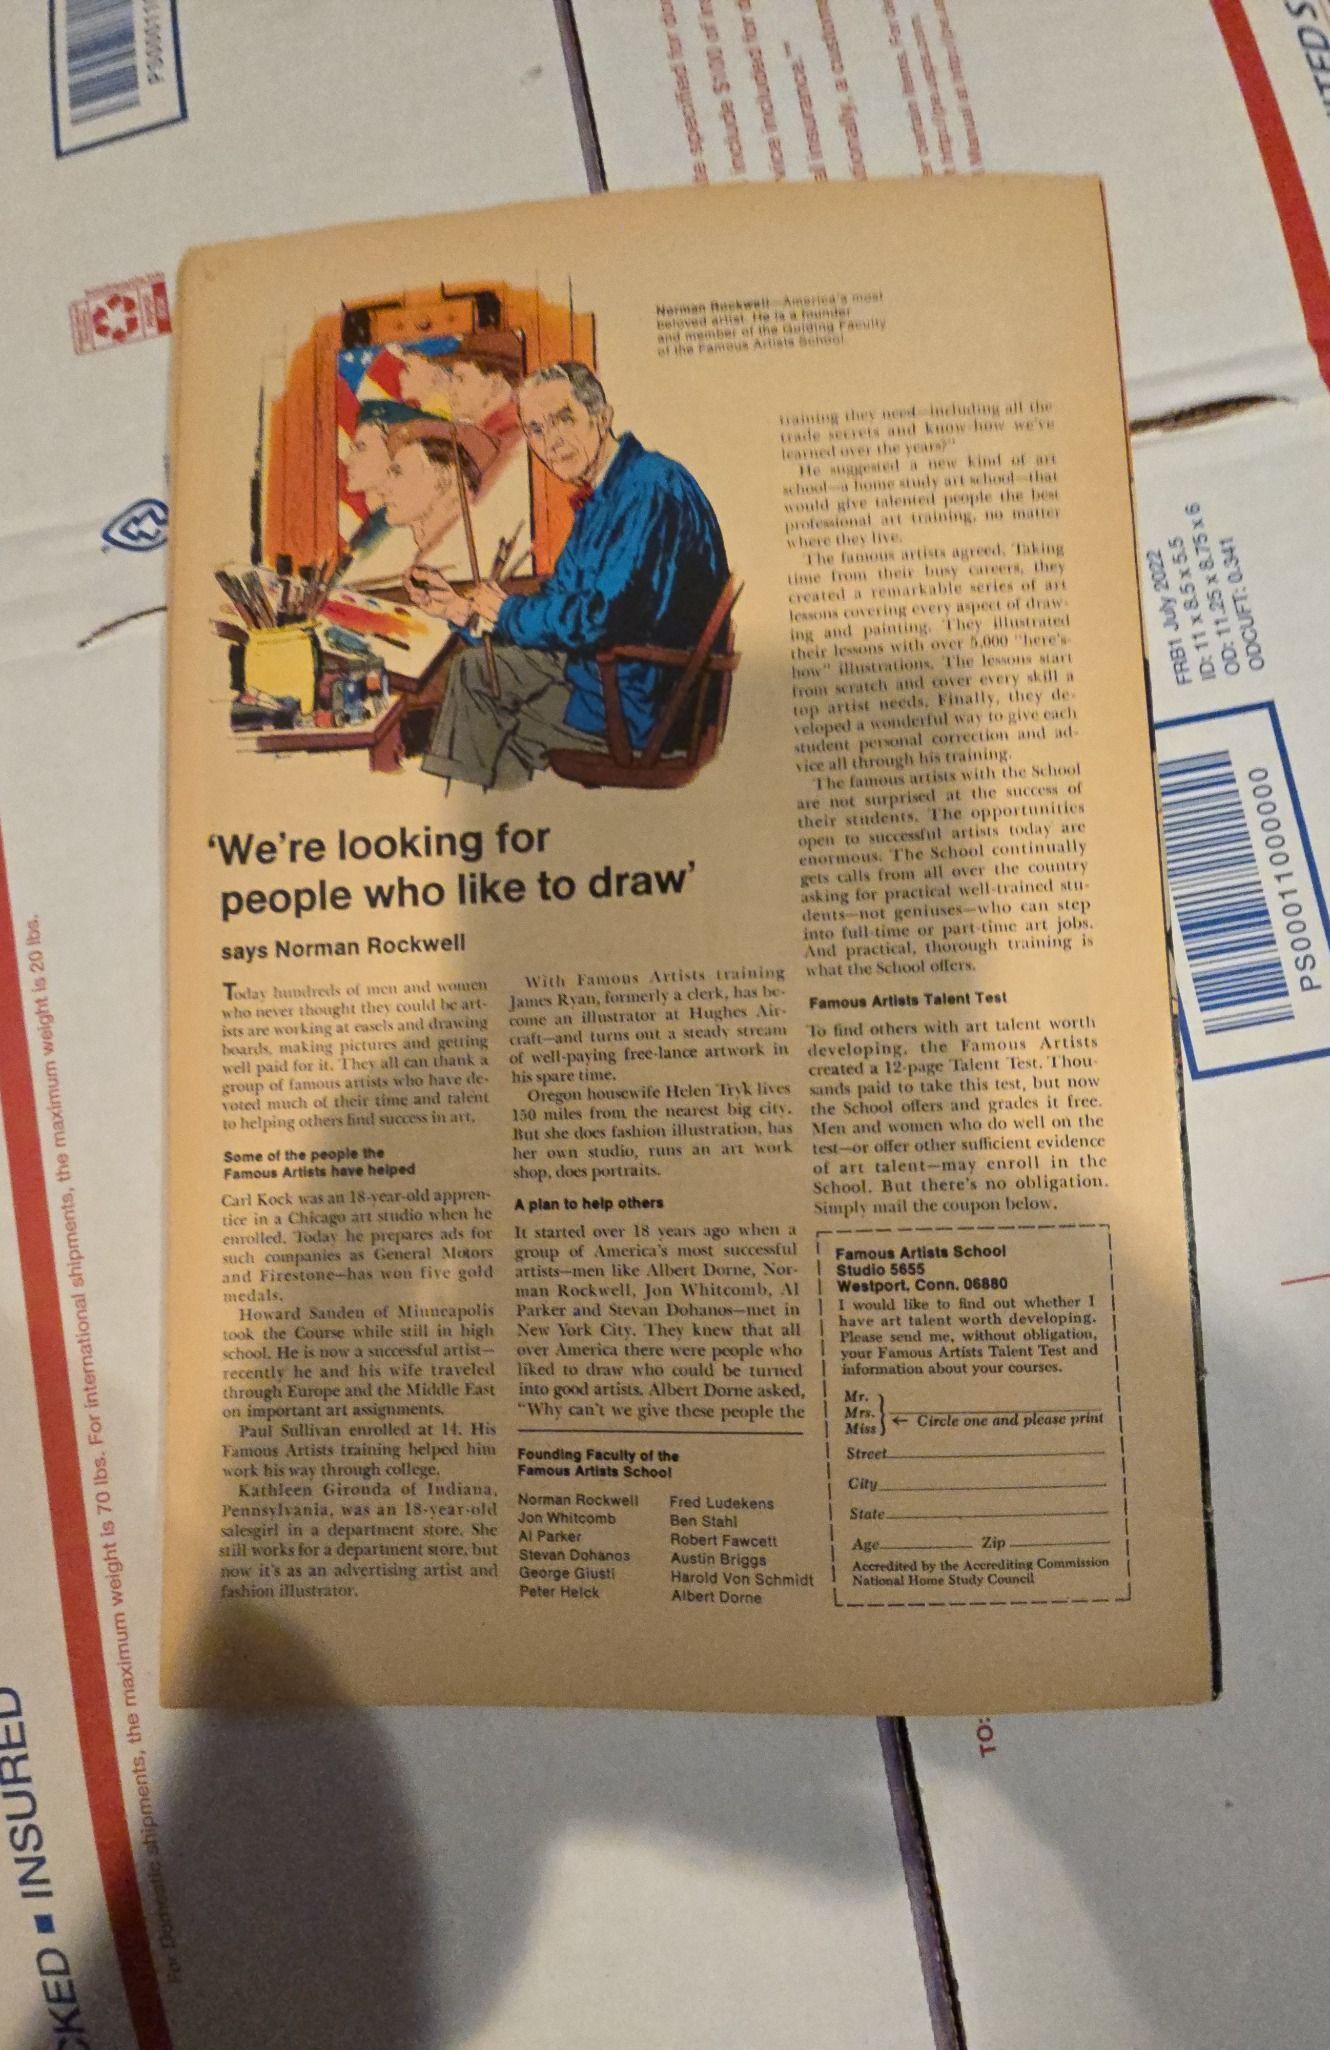 Norman Rockwell—America's most
beloved artist. He is a founder
and member of the Guiding Faculty
of the Famous Artists School
'We're looking for
people who like to draw'
says Norman Rockwell
Today hundreds of men and women
who never thought they could be art-
ists are working at easels and drawing
boards, making pictures and getting
well paid for it. They all can thank a
group of famous artists who have de-
voted much of their time and talent
to helping others find success in art.
Some of the people the
Famous Artists have helped
Carl Kock was an 18-year-old appren-
tice in a Chicago art studio when he
enrolled. Today he prepares ads for
such companies as General Motors
and Firestone—has won five gold
medals.
Howard Sanden of Minneapolis
took the Course while still in high
school. He is now a successful artist—
recently he and his wife traveled
through Europe and the Middle East
on important art assignments.
Paul Sullivan enrolled at 14. His
Famous Artists training helped him
work his way through college.
Kathleen Gironda of Indiana,
Pennsylvania, was an 18-year-old
salesgirl in a department store. She
still works for a department store, but
now it's as an advertising artist and
fashion illustrator.
With Famous Artists training
James Ryan, formerly a clerk, has be-
come an illustrator at Hughes Air-
craft—and turns out a steady stream
of well-paying free-lance artwork in
his spare time.
Oregon housewife Helen Tryk lives
150 miles from the nearest big city.
But she does fashion illustration, has
her own studio, runs an art work
shop, does portraits.
A plan to help others
It started over 18 years ago when a
group of America's most successful
artists—men like Albert Dorne, Nor-
man Rockwell, Jon Whitcomb, Al
Parker and Stevan Dohanos—met in
New York City. They knew that all
over America there were people who
liked to draw who could be turned
into good artists. Albert Dorne asked,
"Why can't we give these people the
Founding Faculty of the
Famous Artists School
Norman Rockwell
Jon Whitcomb
Al Parker
Stevan Dohanos
George Giusti
Peter Helck
Fred Ludekens
Ben Stahl
Robert Fawcett
Austin Briggs
Harold Von Schmidt
Albert Dorne
training they need—including all the
trade secrets and know-how we've
learned over the years?"
He suggested a new kind of art
school—a home study art school—that
would give talented people the best
professional art training, no matter
where they live.
The famous artists agreed. Taking
time from their busy careers, they
created a remarkable series of art
lessons covering every aspect of draw-
ing and painting. They illustrated
their lessons with over 5,000 "here's-
how" illustrations. The lessons start
from scratch and cover every skill a
top artist needs. Finally, they de-
veloped a wonderful way to give each
student personal correction and ad-
vice all through his training.
The famous artists with the School
are not surprised at the success of
their students. The opportunities
open to successful artists today are
enormous. The School continually
gets calls from all over the country
asking for practical well-trained stu-
dents—not geniuses—who can step
into full-time or part-time art jobs.
And practical, thorough training is
what the School offers.
Famous Artists Talent Test
To find others with art talent worth
developing, the Famous Artists
created a 12-page Talent Test. Thou-
sands paid to take this test, but now
the School offers and grades it free.
Men and women who do well on the
test—or offer other sufficient evidence
of art talent—may enroll in the
School. But there's no obligation.
Simply mail the coupon below.
Famous Artists School
Studio 5655
Westport, Conn. 06880
I would like to find out whether I
have art talent worth developing.
Please send me, without obligation,
your Famous Artists Talent Test and
information about your courses.
Mr.
Mrs. ← Circle one and please print
Miss
Street
City
State
Age Zip
Accredited by the Accrediting Commission
National Home Study Council
FRB1 July 2022
ID: 11 x 8.5 x 5.5
OD: 11.25 x 8.75 x 6
ODCUFT: 0.341
PS00011000000
TO:
CKED ■ INSURED
For Domestic shipments, the maximum weight is 70 lbs. For international shipments, the maximum weight is 20 lbs.
specified for
include $100 of
vice included for
al insurance.
tionally, a